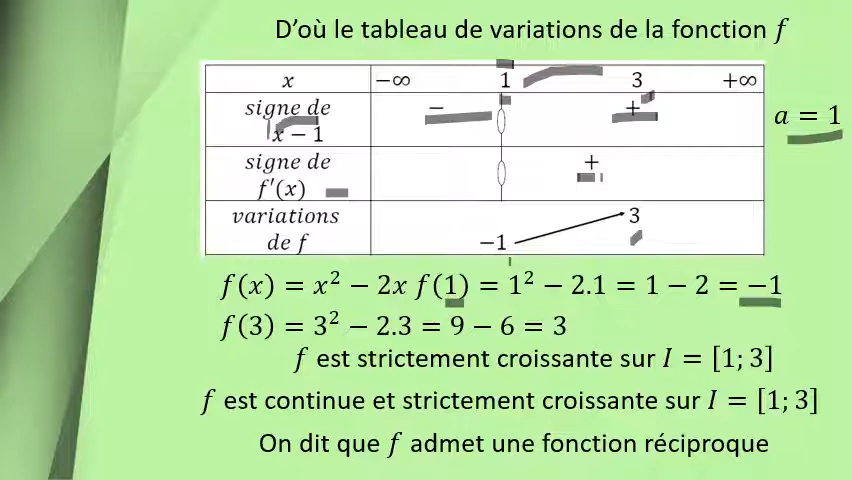 D'où le tableau de variations de la fonction f
x −∞ 1 3 +∞
signe de
x − 1 − +
a = 1
signe de
f'(x) +
variations
de f −1 3
f(x) = x² − 2x f(1) = 1² − 2.1 = 1 − 2 = −1
f(3) = 3² − 2.3 = 9 − 6 = 3
f est strictement croissante sur I = [1; 3]
f est continue et strictement croissante sur I = [1; 3]
On dit que f admet une fonction réciproque